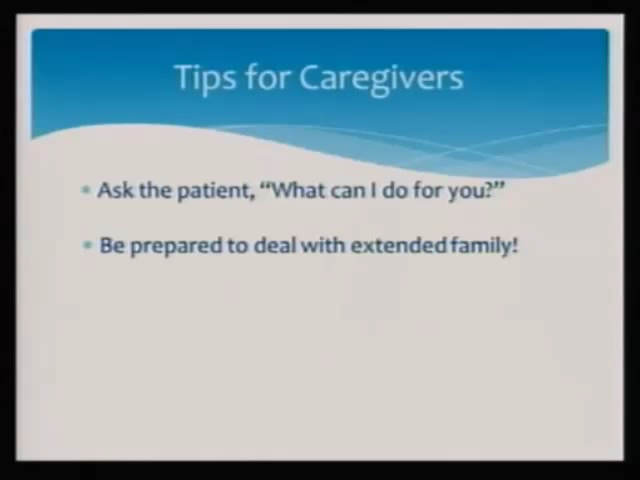 Tips for Caregivers
Ask the patient, “What can I do for you?”
Be prepared to deal with extended family!